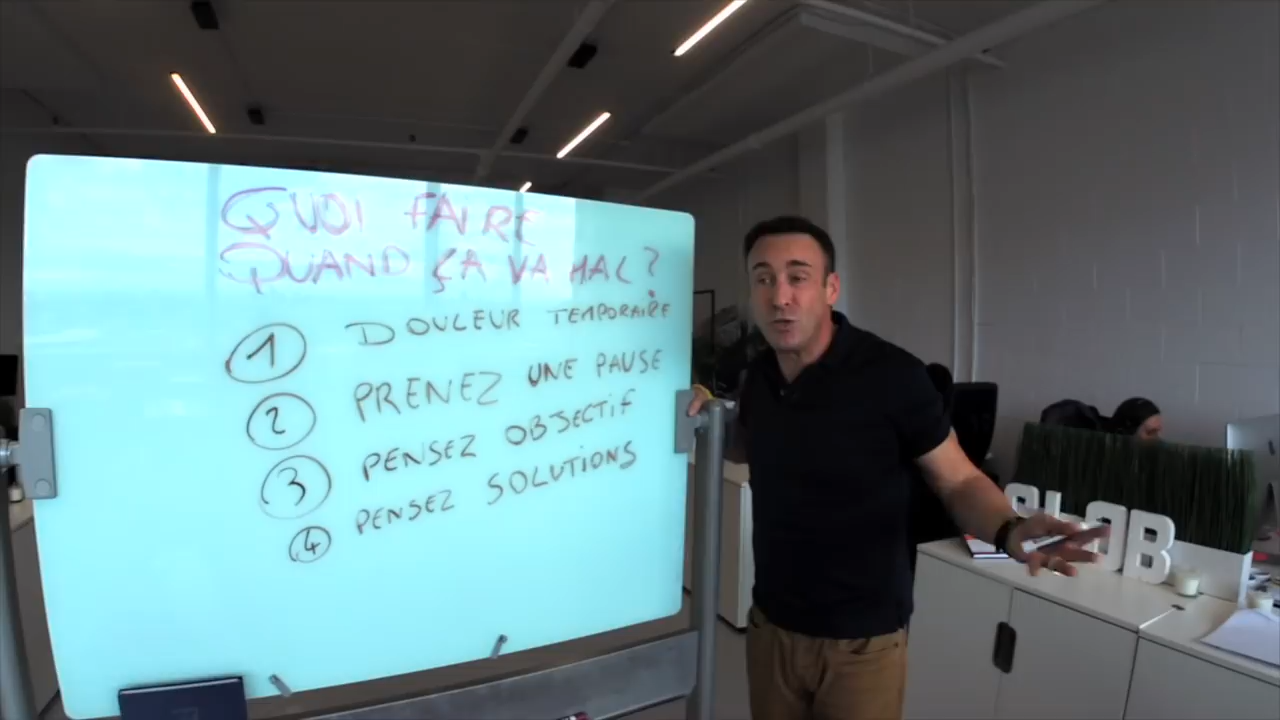 QUOI FAIRE
QUAND ÇA VA MAL ?
1 DOULEUR TEMPORAIRE
2 PRENEZ UNE PAUSE
3 PENSEZ OBJECTIF
4 PENSEZ SOLUTIONS